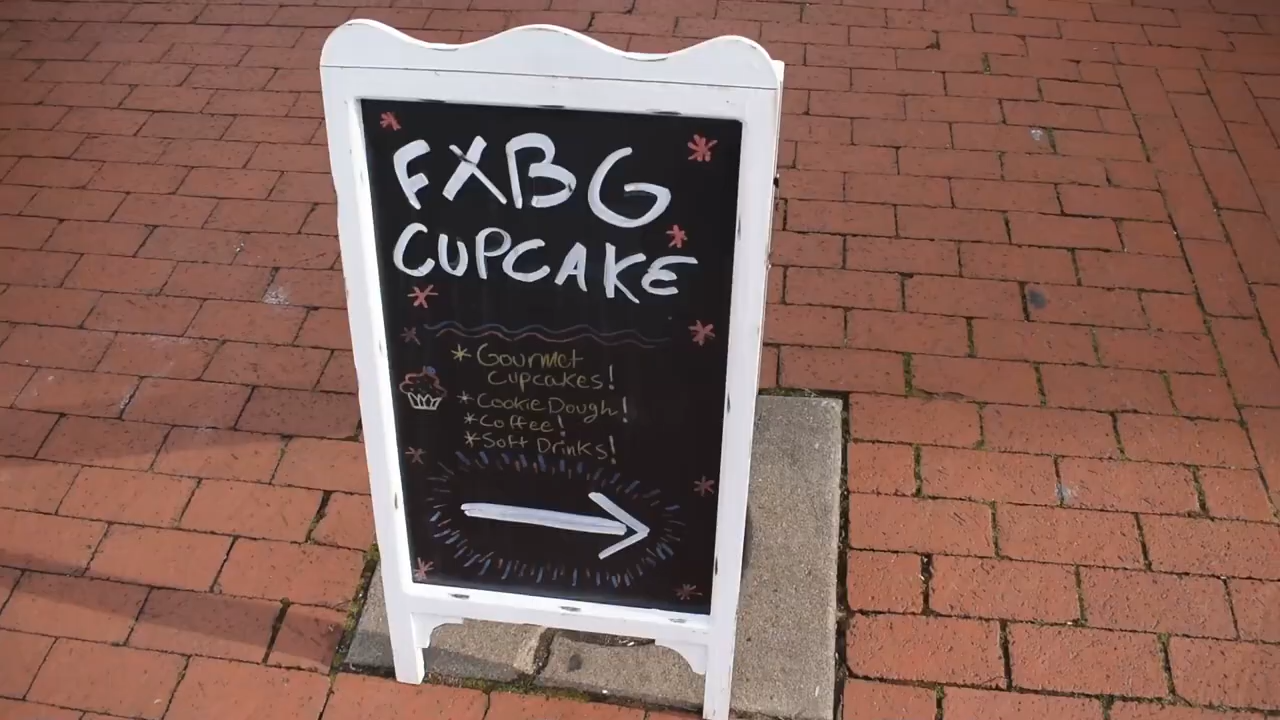 FXBG
CUPCAKE
* Gourmet
Cupcakes!
* Cookie Dough!
* Coffee!
* Soft Drinks!